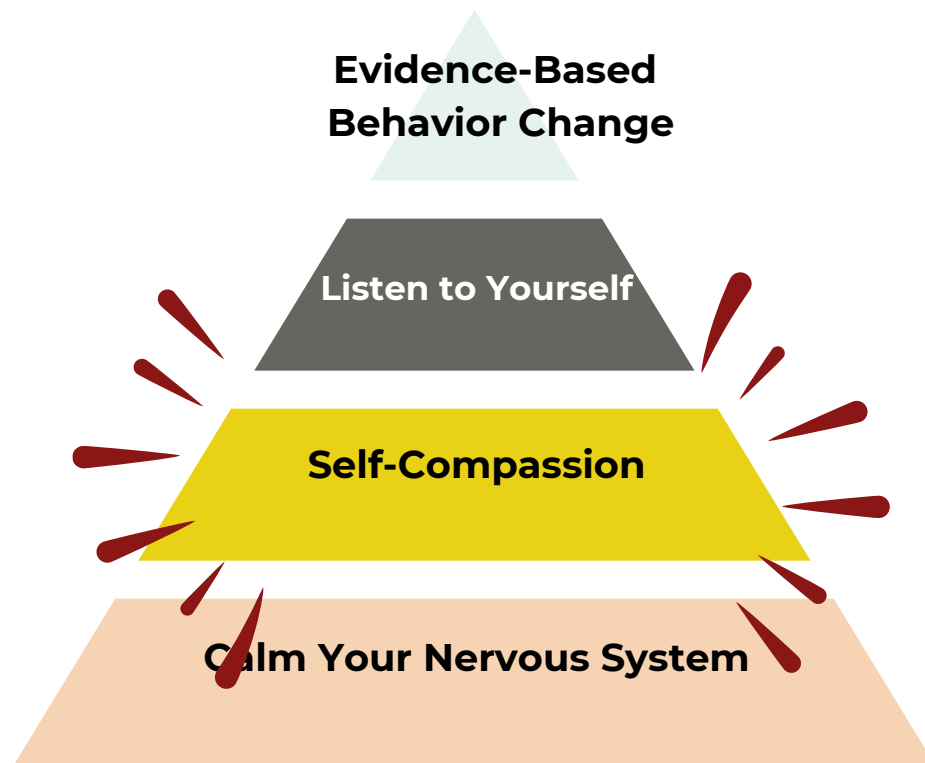 Evidence-Based
Behavior Change
Listen to Yourself
Self-Compassion
Calm Your Nervous System